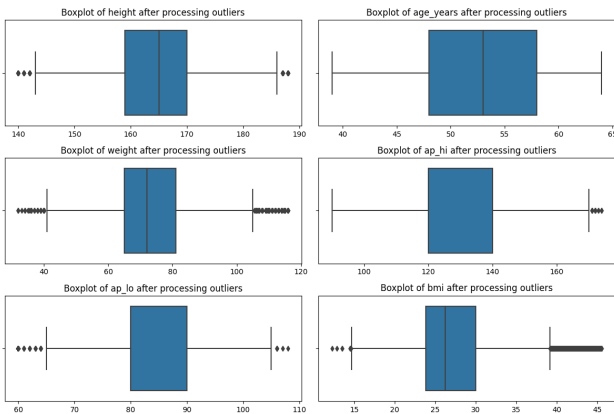 Boxplot of height after processing outliers
140 150 160 170 180 190
Boxplot of age_years after processing outliers
40 45 50 55 60 65
Boxplot of weight after processing outliers
40 60 80 100 120
Boxplot of ap_hi after processing outliers
100 120 140 160
Boxplot of ap_lo after processing outliers
60 70 80 90 100 110
Boxplot of bmi after processing outliers
15 20 25 30 35 40 45